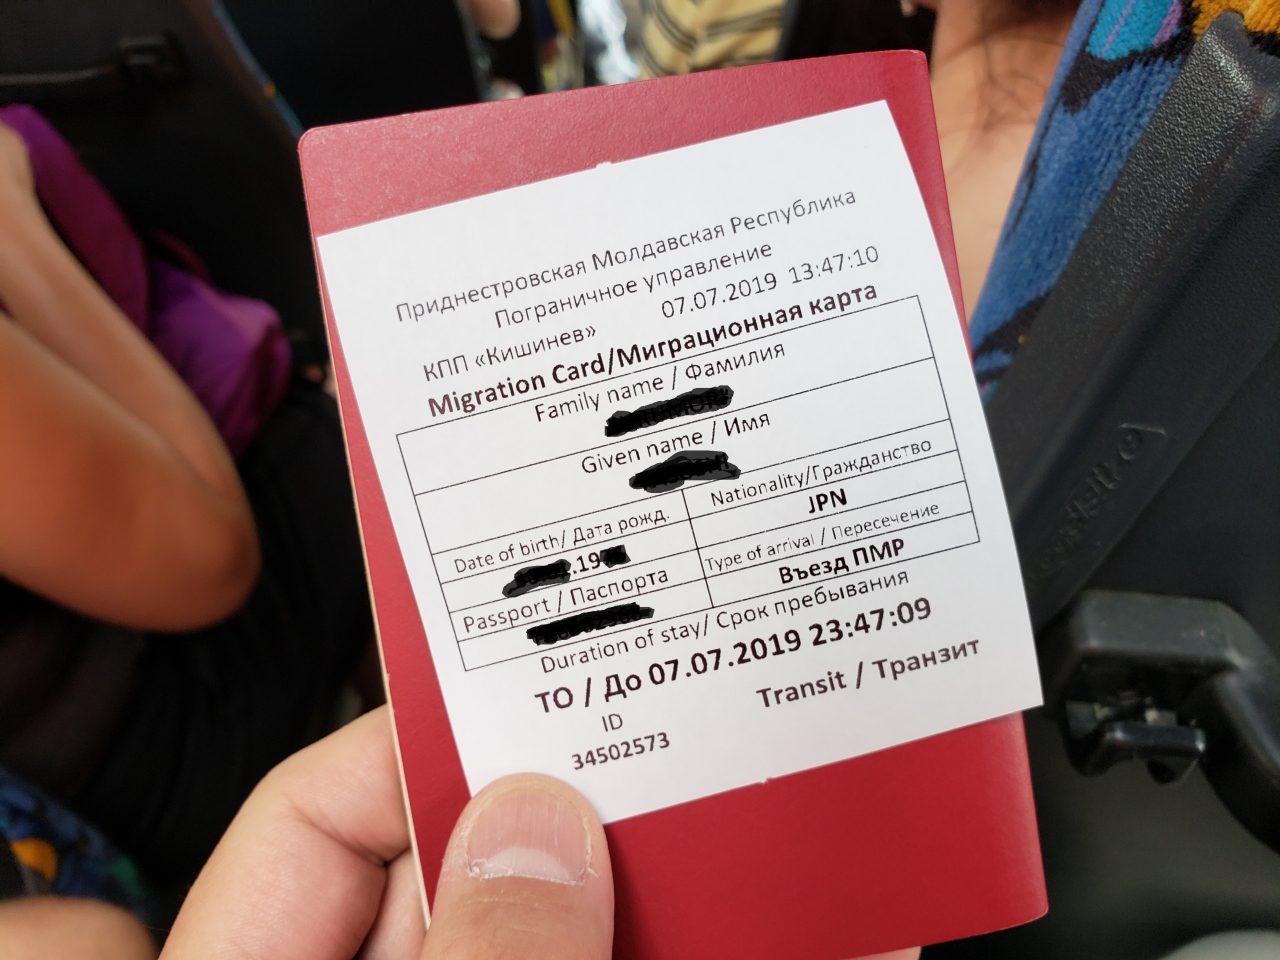 Приднестровская Молдавская Республика
Пограничное управление
КПП «Кишинев» 07.07.2019 13:47:10
Migration Card/Миграционная карта
Family name / Фамилия
Given name / Имя
Date of birth/ Дата рожд. Nationality/Гражданство
.19 JPN
Passport / Паспорта Type of arrival / Пересечение
Въезд ПМР
Duration of stay/ Срок пребывания
TO / До 07.07.2019 23:47:09
ID Transit / Транзит
34502573